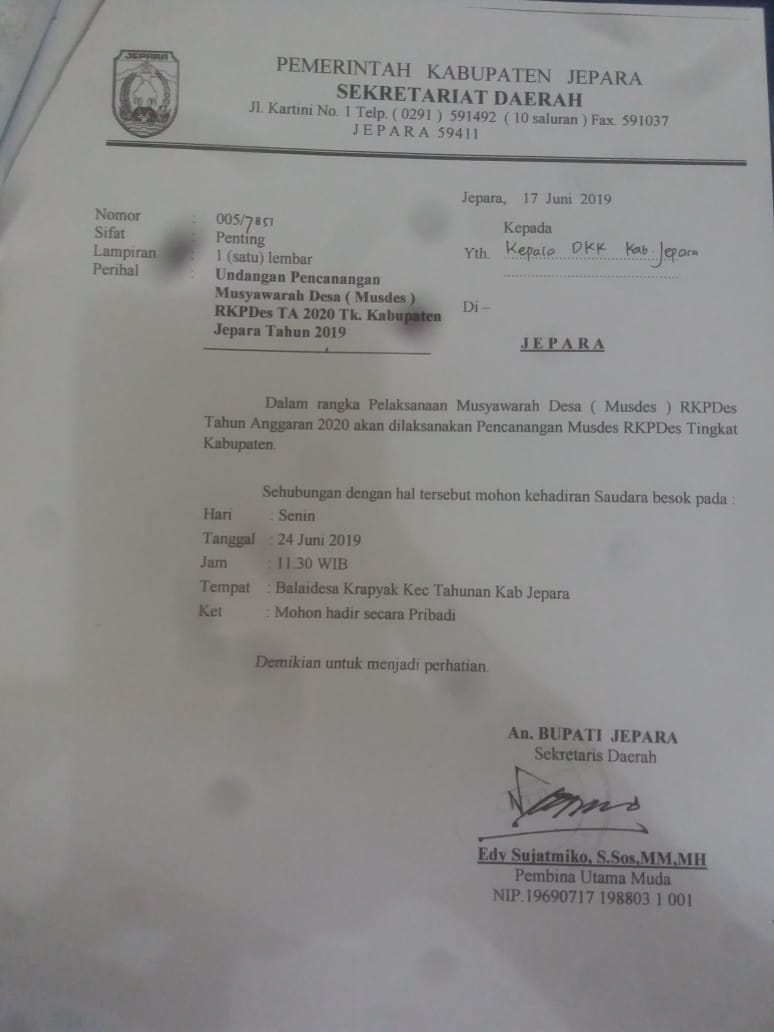 JEPARA
PEMERINTAH KABUPATEN JEPARA
SEKRETARIAT DAERAH
Jl. Kartini No. 1 Telp. ( 0291 ) 591492 ( 10 saluran ) Fax. 591037
J E P A R A 59411
Jepara, 17 Juni 2019
Nomor : 005/7851
Sifat : Penting
Lampiran : 1 (satu) lembar
Perihal : Undangan Pencanangan
Musyawarah Desa ( Musdes )
RKPDes TA 2020 Tk. Kabupaten
Jepara Tahun 2019
Kepada
Yth. Kepala DKK Kab. Jepara
Di –
J E P A R A
Dalam rangka Pelaksanaan Musyawarah Desa ( Musdes ) RKPDes
Tahun Anggaran 2020 akan dilaksanakan Pencanangan Musdes RKPDes Tingkat
Kabupaten.
Sehubungan dengan hal tersebut mohon kehadiran Saudara besok pada :
Hari : Senin
Tanggal : 24 Juni 2019
Jam : 11.30 WIB
Tempat : Balaidesa Krapyak Kec Tahunan Kab Jepara
Ket : Mohon hadir secara Pribadi
Demikian untuk menjadi perhatian.
An. BUPATI JEPARA
Sekretaris Daerah
Edy Sujatmiko, S.Sos,MM,MH
Pembina Utama Muda
NIP.19690717 198803 1 001